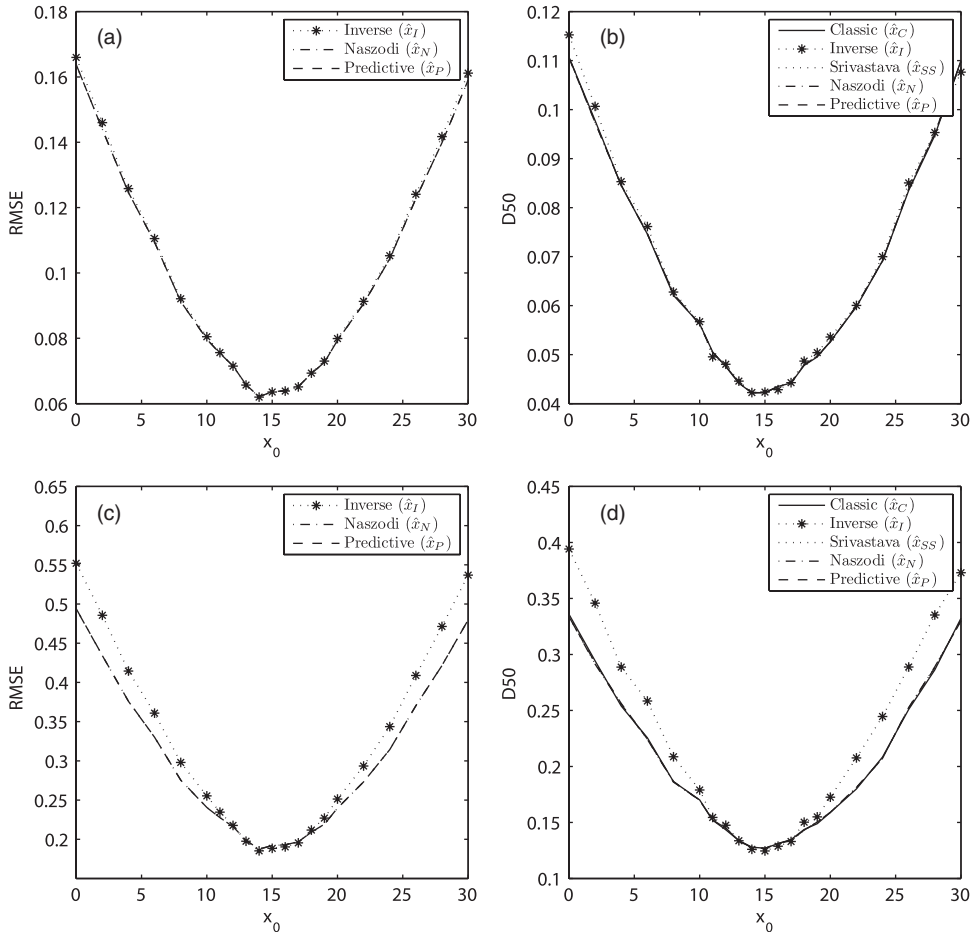 (a)
Inverse (x̂_I)
Naszodi (x̂_N)
Predictive (x̂_P)
RMSE
0.18
0.16
0.14
0.12
0.1
0.08
0.06
0 5 10 15 20 25 30
x_0
(b)
Classic (x̂_C)
Inverse (x̂_I)
Srivastava (x̂_SS)
Naszodi (x̂_N)
Predictive (x̂_P)
D50
0.12
0.11
0.1
0.09
0.08
0.07
0.06
0.05
0.04
0 5 10 15 20 25 30
x_0
(c)
Inverse (x̂_I)
Naszodi (x̂_N)
Predictive (x̂_P)
RMSE
0.65
0.6
0.55
0.5
0.45
0.4
0.35
0.3
0.25
0.2
0 5 10 15 20 25 30
x_0
(d)
Classic (x̂_C)
Inverse (x̂_I)
Srivastava (x̂_SS)
Naszodi (x̂_N)
Predictive (x̂_P)
D50
0.45
0.4
0.35
0.3
0.25
0.2
0.15
0.1
0 5 10 15 20 25 30
x_0